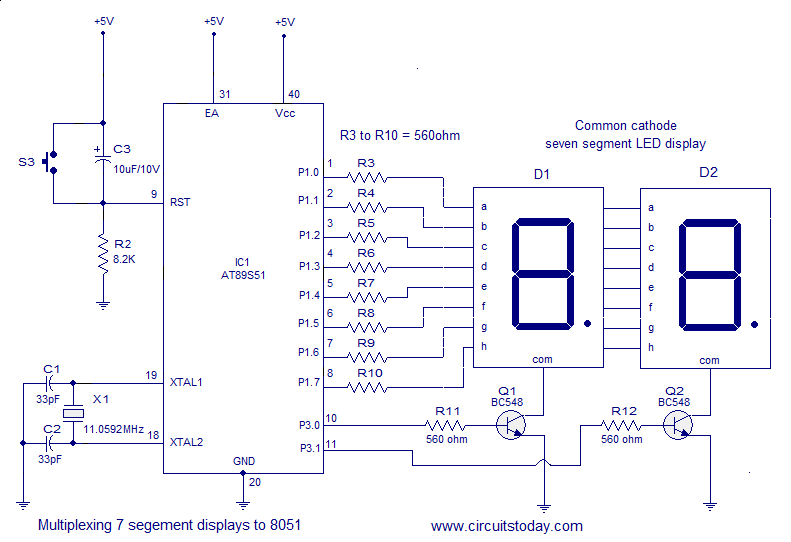 +5V
+5V
+5V
31
40
EA
Vcc
R3 to R10 = 560ohm
Common cathode
seven segment LED display
S3
+
C3
10uF/10V
9
RST
R2
8.2K
IC1
AT89S51
P1.0
1
R3
P1.1
2
R4
P1.2
3
R5
P1.3
4
R6
P1.4
5
R7
P1.5
6
R8
P1.6
7
R9
P1.7
8
R10
D1
a
b
c
d
e
f
g
h
com
D2
a
b
c
d
e
f
g
h
com
C1
33pF
19
XTAL1
X1
11.0592MHz
C2
33pF
18
XTAL2
P3.0
10
R11
560 ohm
Q1
BC548
P3.1
11
R12
560 ohm
Q2
BC548
GND
20
Multiplexing 7 segement displays to 8051
www.circuitstoday.com